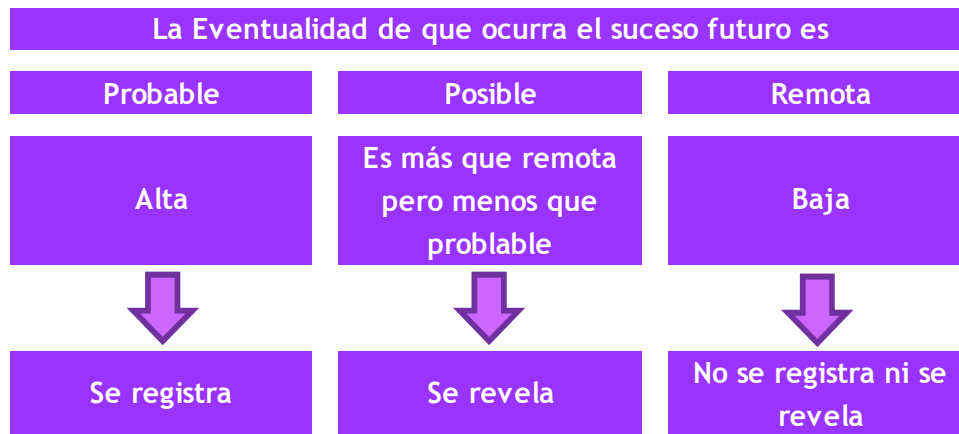 La Eventualidad de que ocurra el suceso futuro es
Probable
Posible
Remota
Alta
Es más que remota
pero menos que
problable
Baja
Se registra
Se revela
No se registra ni se
revela